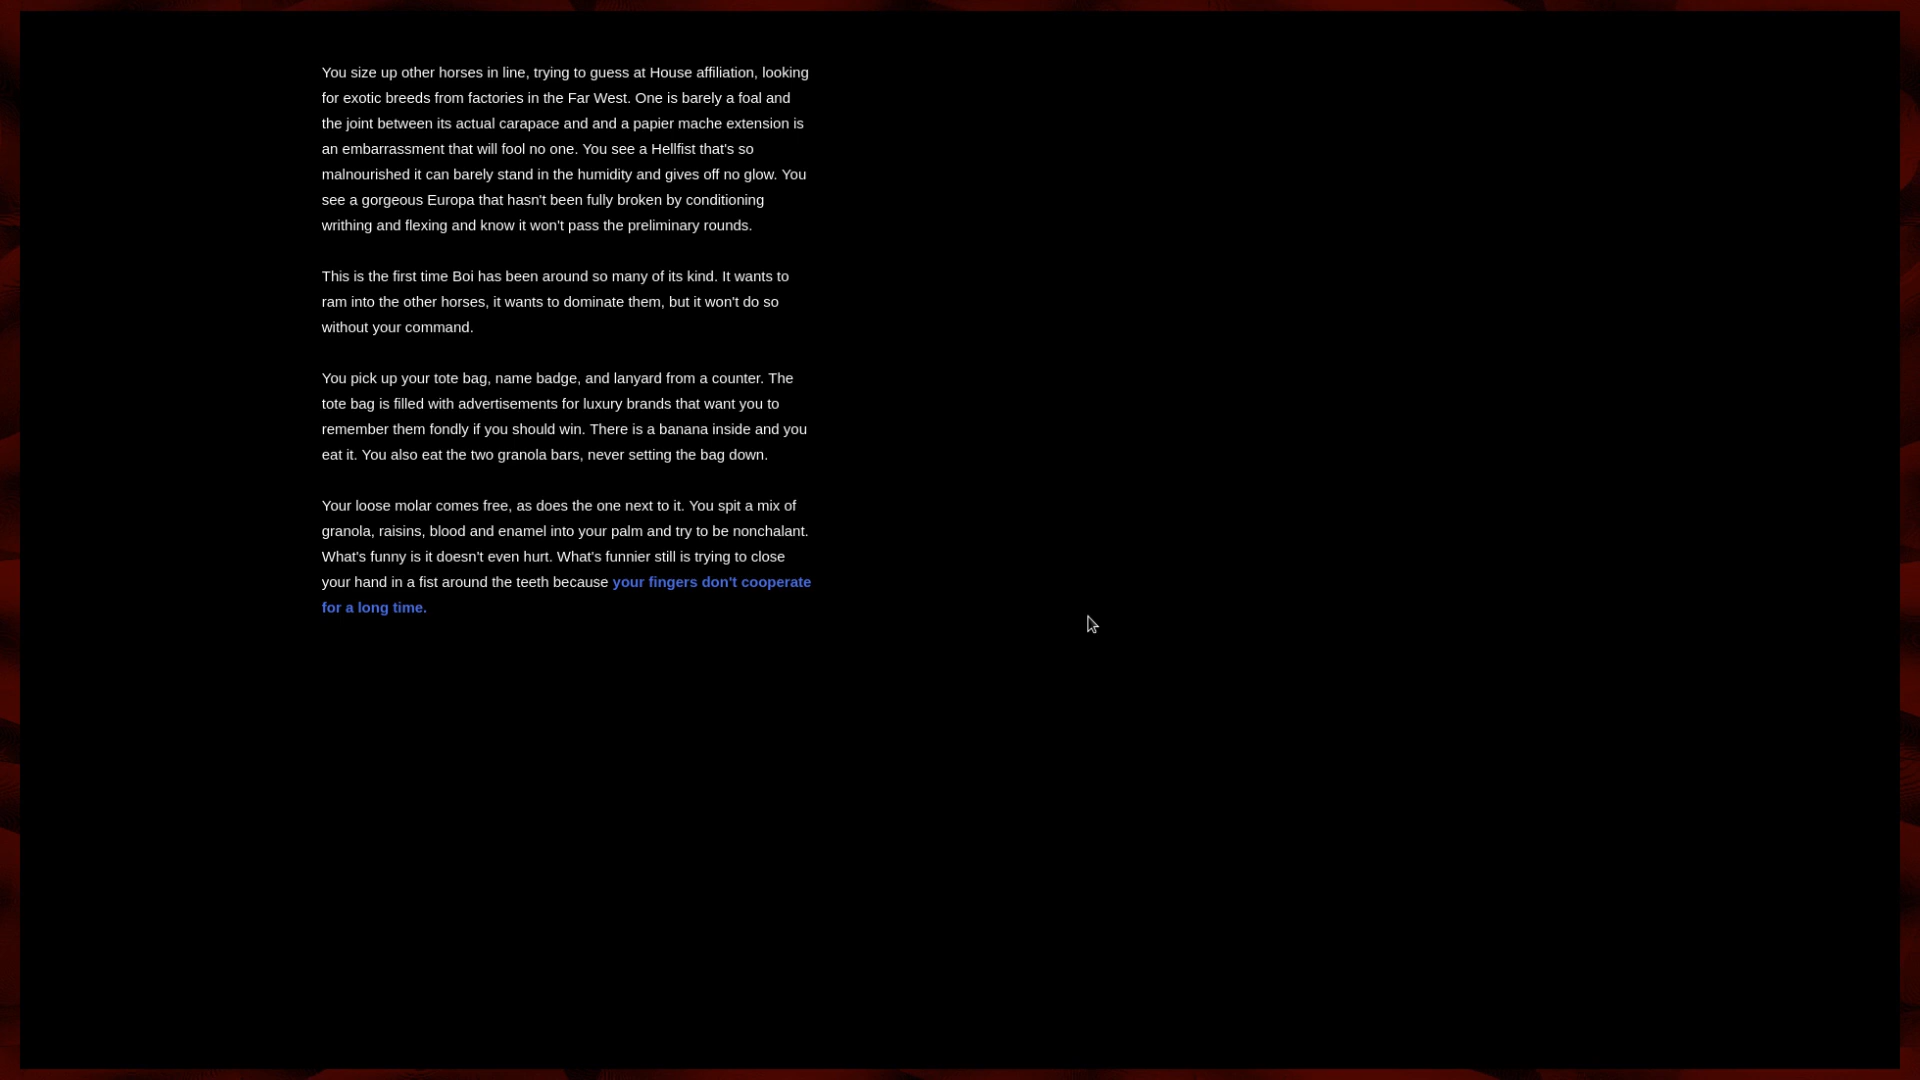 You size up other horses in line, trying to guess at House affiliation, looking
for exotic breeds from factories in the Far West. One is barely a foal and
the joint between its actual carapace and and a papier mache extension is
an embarrassment that will fool no one. You see a Hellfist that's so
malnourished it can barely stand in the humidity and gives off no glow. You
see a gorgeous Europa that hasn't been fully broken by conditioning
writhing and flexing and know it won't pass the preliminary rounds.
This is the first time Boi has been around so many of its kind. It wants to
ram into the other horses, it wants to dominate them, but it won't do so
without your command.
You pick up your tote bag, name badge, and lanyard from a counter. The
tote bag is filled with advertisements for luxury brands that want you to
remember them fondly if you should win. There is a banana inside and you
eat it. You also eat the two granola bars, never setting the bag down.
Your loose molar comes free, as does the one next to it. You spit a mix of
granola, raisins, blood and enamel into your palm and try to be nonchalant.
What's funny is it doesn't even hurt. What's funnier still is trying to close
your hand in a fist around the teeth because your fingers don't cooperate
for a long time.